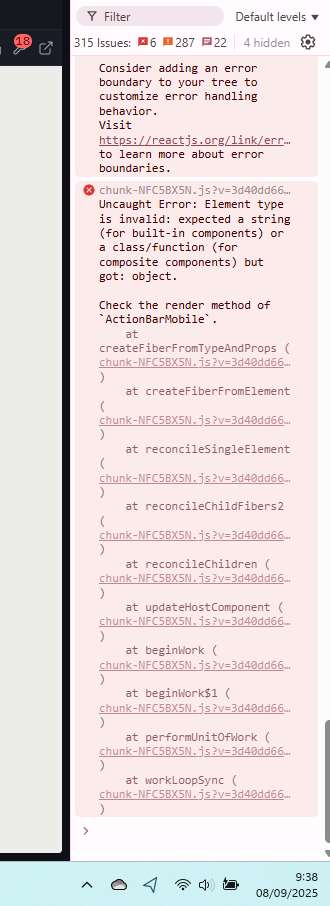 18
Filter
Default levels
315 Issues: 6 287 22
4 hidden
Consider adding an error
boundary to your tree to
customize error handling
behavior.
Visit
https://reactjs.org/link/err…
to learn more about error
boundaries.
chunk-NFC5BX5N.js?v=3d40dd66…
Uncaught Error: Element type
is invalid: expected a string
(for built-in components) or
a class/function (for
composite components) but
got: object.
Check the render method of
`ActionBarMobile`.
at
createFiberFromTypeAndProps (
chunk-NFC5BX5N.js?v=3d40dd66…
)
at createFiberFromElement
(
chunk-NFC5BX5N.js?v=3d40dd66…
)
at reconcileSingleElement
(
chunk-NFC5BX5N.js?v=3d40dd66…
)
at reconcileChildFibers2
(
chunk-NFC5BX5N.js?v=3d40dd66…
)
at reconcileChildren (
chunk-NFC5BX5N.js?v=3d40dd66…
)
at updateHostComponent (
chunk-NFC5BX5N.js?v=3d40dd66…
)
at beginWork (
chunk-NFC5BX5N.js?v=3d40dd66…
)
at beginWork$1 (
chunk-NFC5BX5N.js?v=3d40dd66…
)
at performUnitOfWork (
chunk-NFC5BX5N.js?v=3d40dd66…
)
at workLoopSync (
chunk-NFC5BX5N.js?v=3d40dd66…
)
9:38
08/09/2025